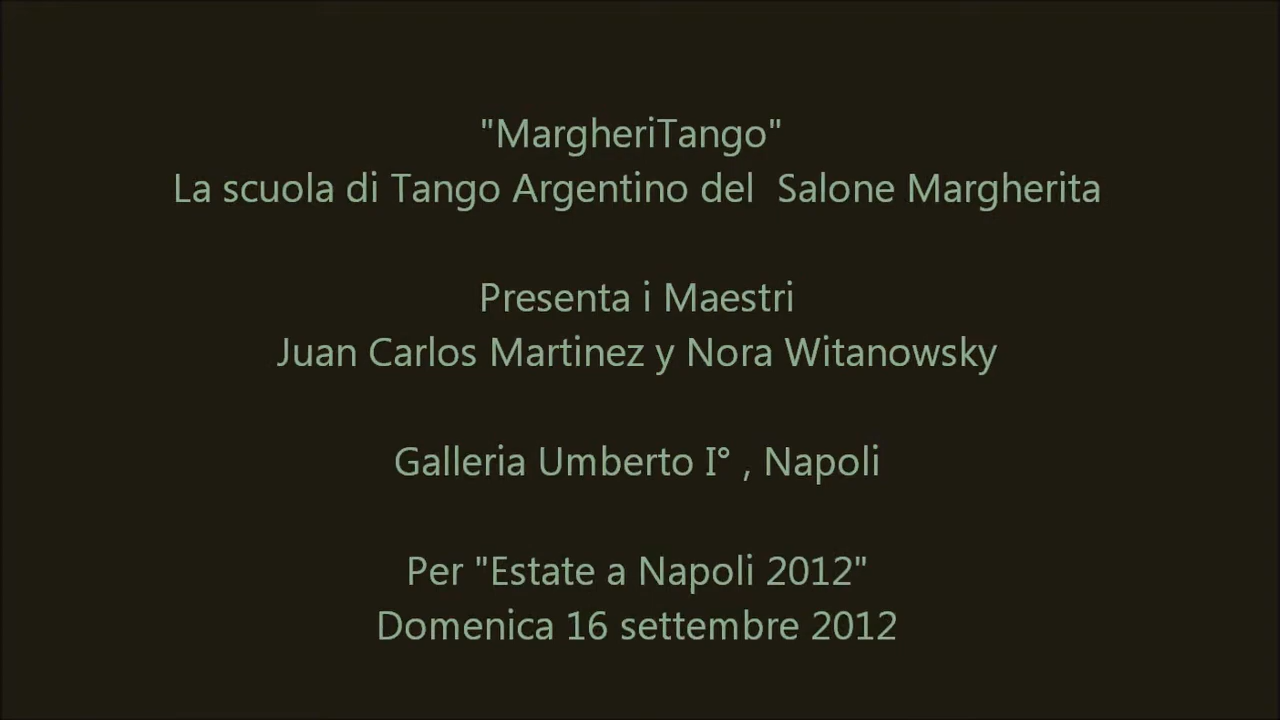 "MargheriTango"
La scuola di Tango Argentino del  Salone Margherita
Presenta i Maestri
Juan Carlos Martinez y Nora Witanowsky
Galleria Umberto I° , Napoli
Per "Estate a Napoli 2012"
Domenica 16 settembre 2012